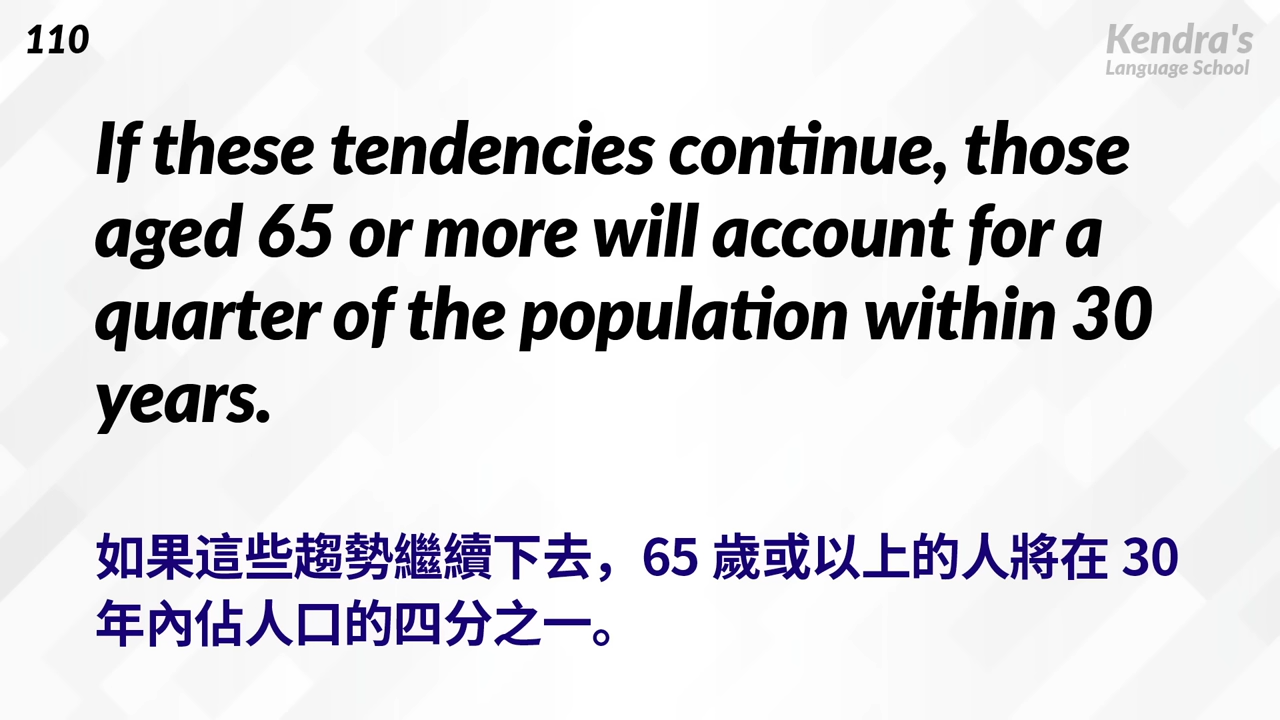 110
Kendra's
Language School
If these tendencies continue, those
aged 65 or more will account for a
quarter of the population within 30
years.
如果這些趨勢繼續下去，65 歲或以上的人將在 30
年內佔人口的四分之一。